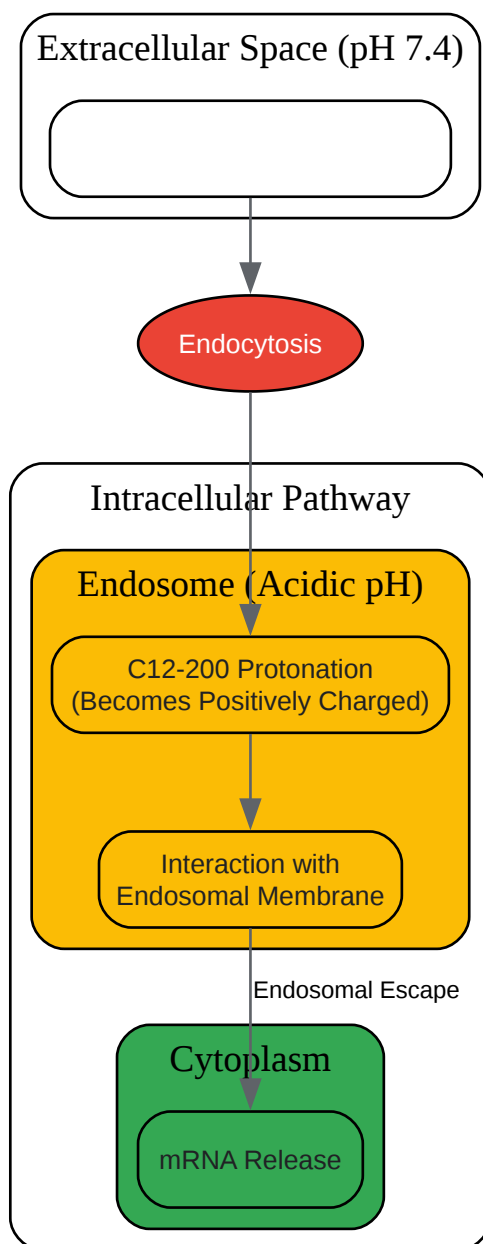 Extracellular Space (pH 7.4)
Endocytosis
Intracellular Pathway
Endosome (Acidic pH)
C12-200 Protonation
(Becomes Positively Charged)
Interaction with
Endosomal Membrane
Endosomal Escape
Cytoplasm
mRNA Release